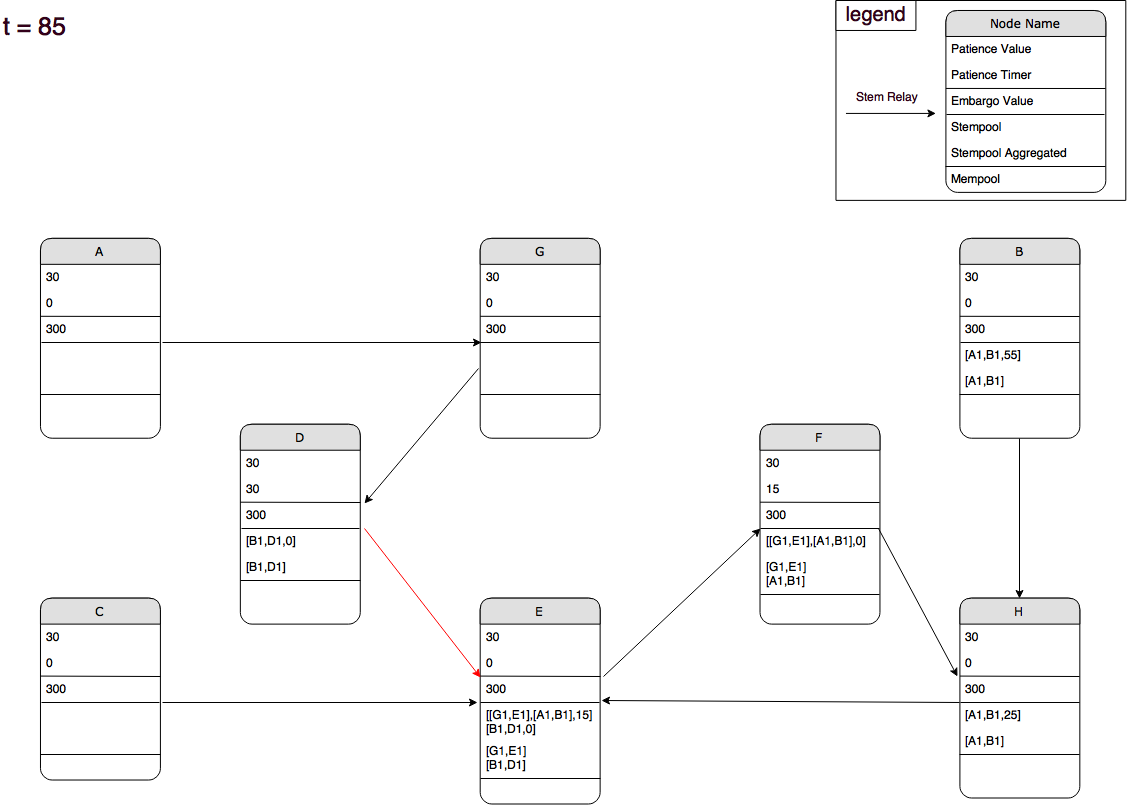 t = 85
legend
Node Name
Patience Value
Patience Timer
Stem Relay
Embargo Value
Stempool
Stempool Aggregated
Mempool
A
30
0
300
G
30
0
300
B
30
0
300
[A1,B1,55]
[A1,B1]
D
30
30
300
[B1,D1,0]
[B1,D1]
F
30
15
300
[[G1,E1],[A1,B1],0]
[G1,E1]
[A1,B1]
C
30
0
300
E
30
0
300
[[G1,E1],[A1,B1],15]
[B1,D1,0]
[G1,E1]
[B1,D1]
H
30
0
300
[A1,B1,25]
[A1,B1]